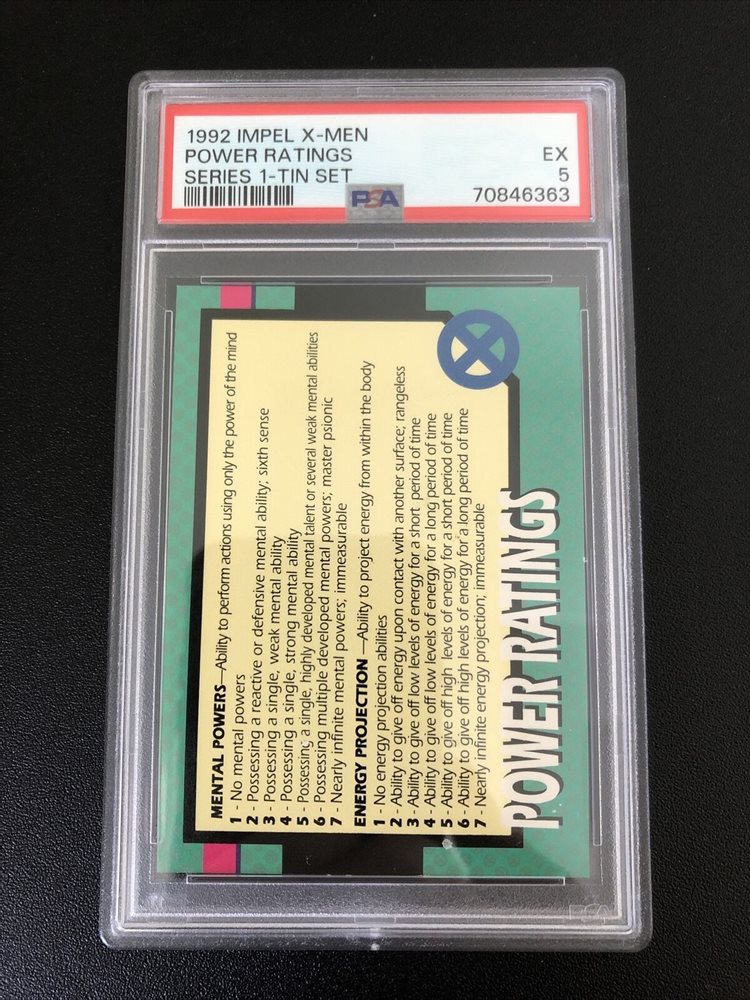 1992 IMPEL X-MEN
POWER RATINGS EX
SERIES 1-TIN SET 5
PSA 70846363
MENTAL POWERS—Ability to perform actions using only the power of the mind
1 - No mental powers
2 - Possessing a reactive or defensive mental ability; sixth sense
3 - Possessing a single, weak mental ability
4 - Possessing a single, strong mental ability
5 - Possessing a single, highly developed mental talent or several weak mental abilities
6 - Possessing multiple developed mental powers; master psionic
7 - Nearly infinite mental powers; immeasurable
ENERGY PROJECTION —Ability to project energy from within the body
1 - No energy projection abilities
2 - Ability to give off energy upon contact with another surface; rangeless
3 - Ability to give off low levels of energy for a short period of time
4 - Ability to give off low levels of energy for a long period of time
5 - Ability to give off high levels of energy for a short period of time
6 - Ability to give off high levels of energy for a long period of time
7 - Nearly infinite energy projection; immeasurable
POWER RATINGS
PSA